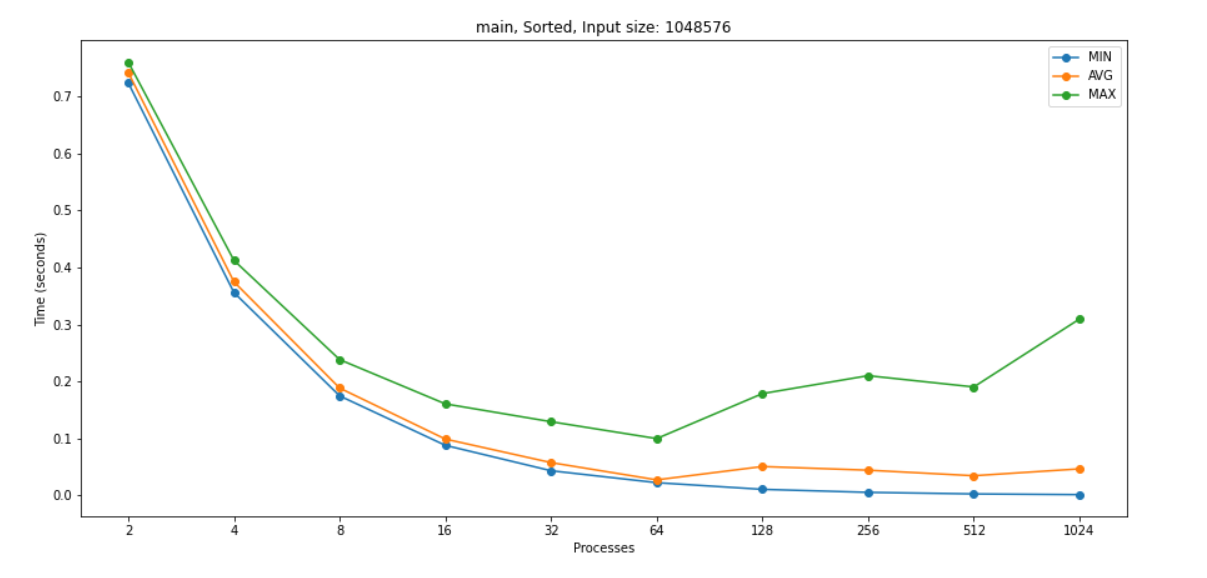 main, Sorted, Input size: 1048576
MIN
AVG
MAX
Time (seconds)
0.7
0.6
0.5
0.4
0.3
0.2
0.1
0.0
2 4 8 16 32 64 128 256 512 1024
Processes